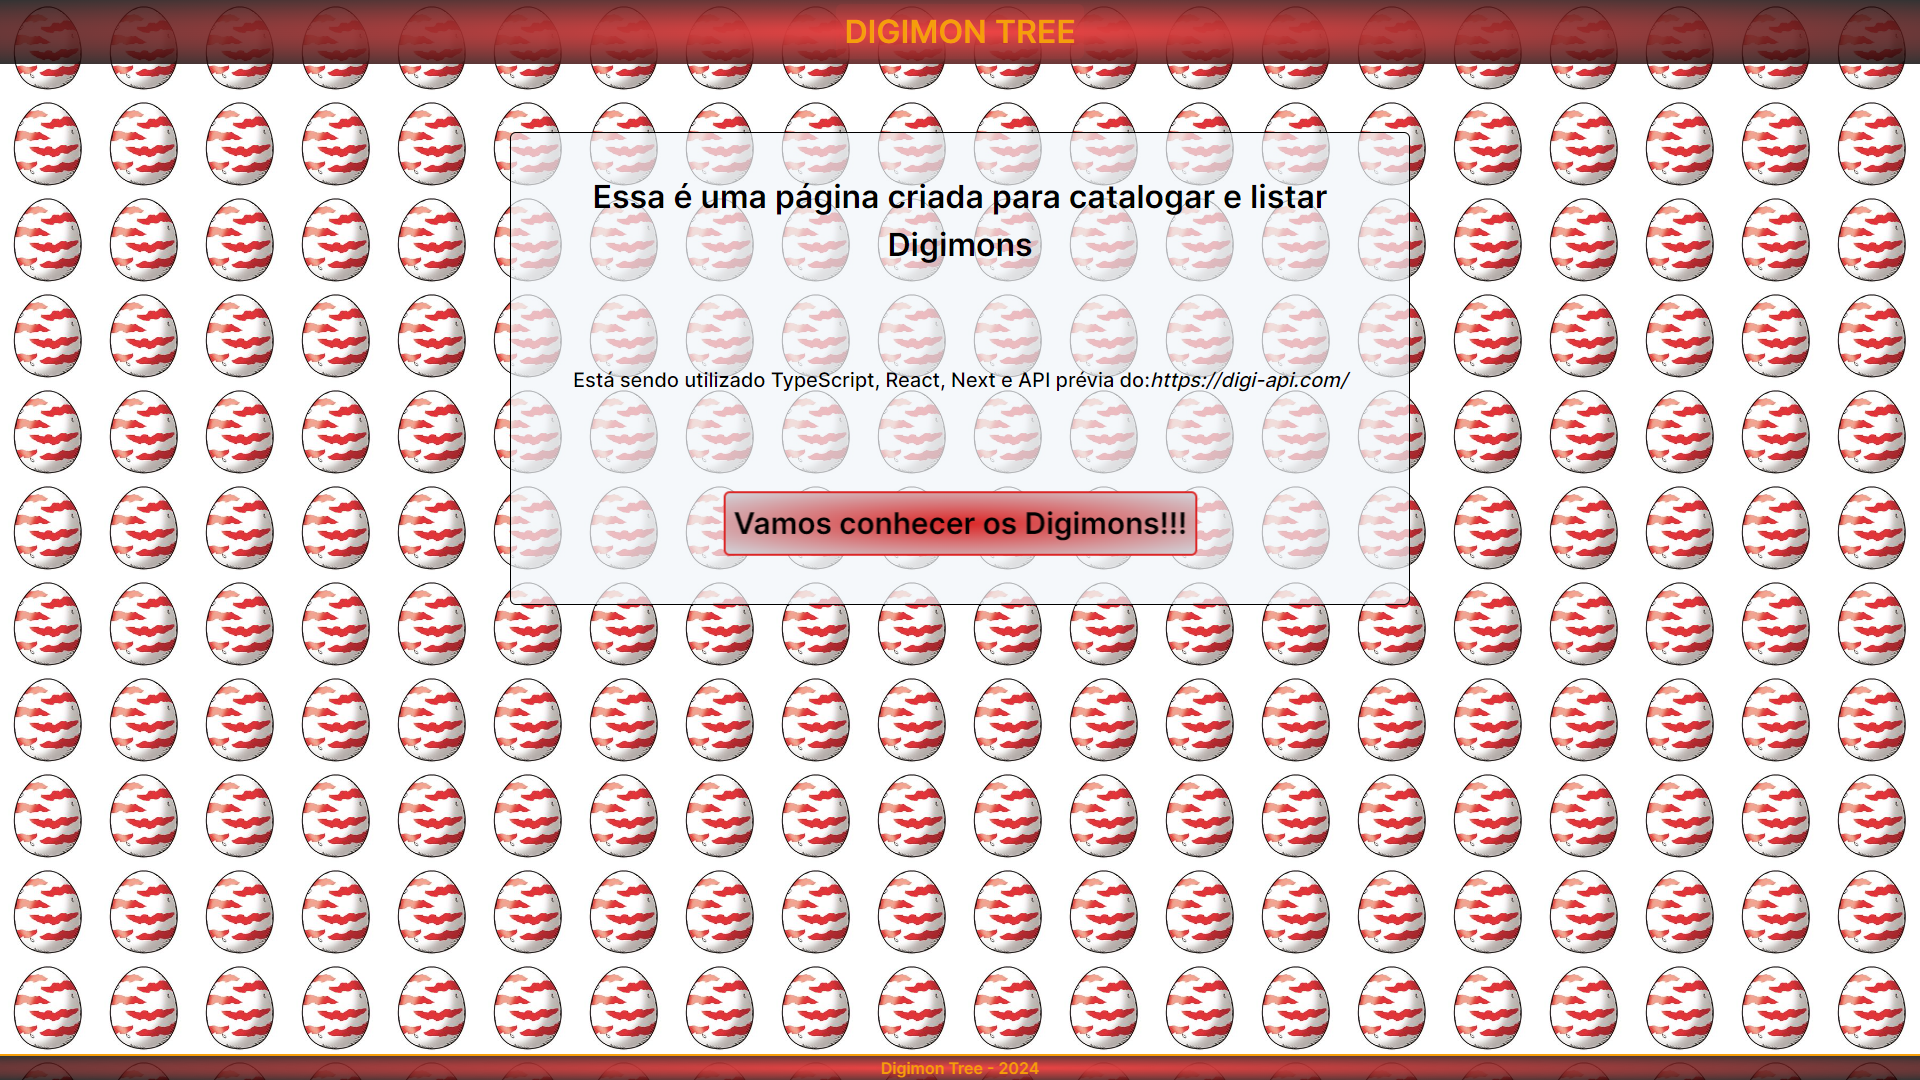 DIGIMON TREE
Essa é uma página criada para catalogar e listar
Digimons
Está sendo utilizado TypeScript, React, Next e API prévia do:https://digi-api.com/
Vamos conhecer os Digimons!!!
Digimon Tree - 2024